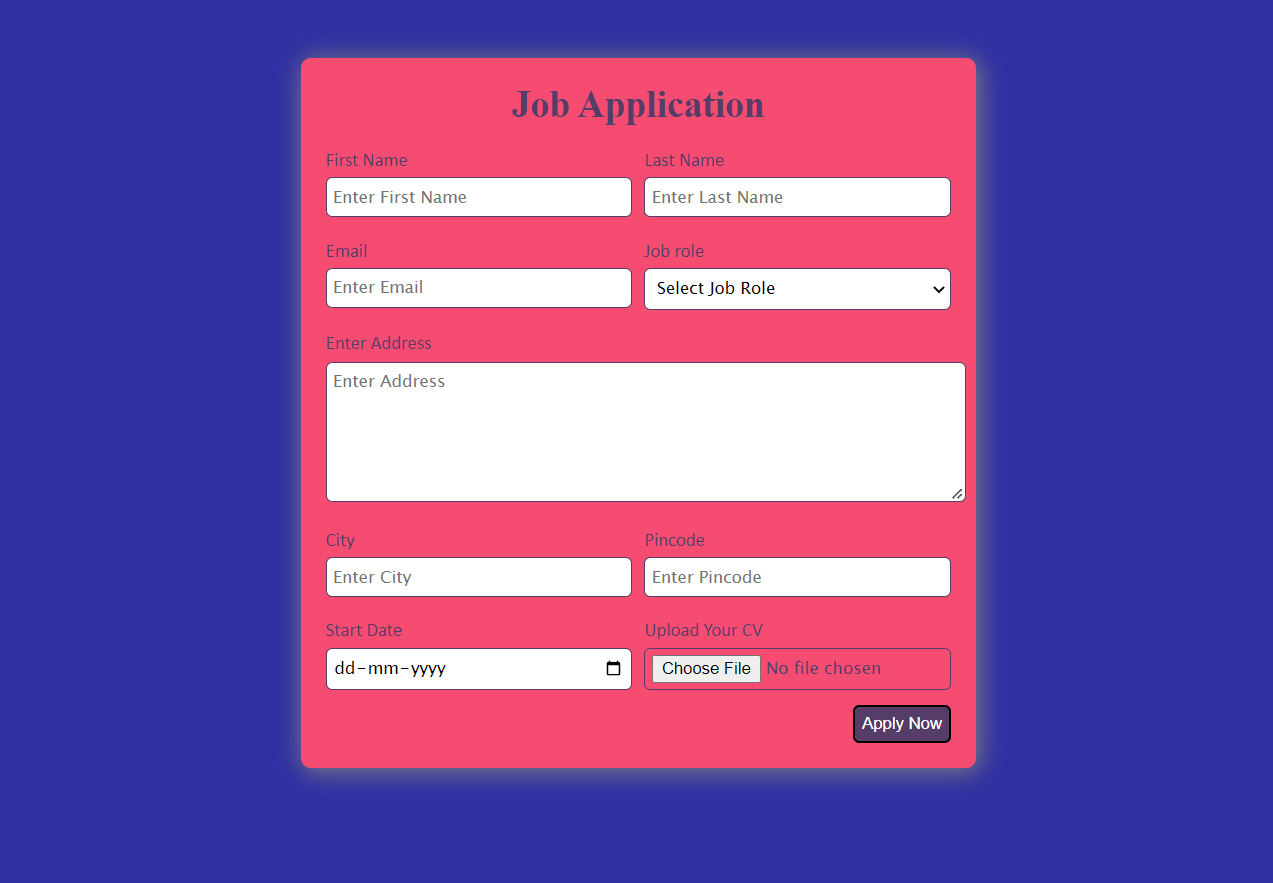 Job Application
First Name Last Name
Enter First Name Enter Last Name
Email Job role
Enter Email Select Job Role
Enter Address
Enter Address
City Pincode
Enter City Enter Pincode
Start Date Upload Your CV
dd-mm-yyyy Choose File No file chosen
Apply Now